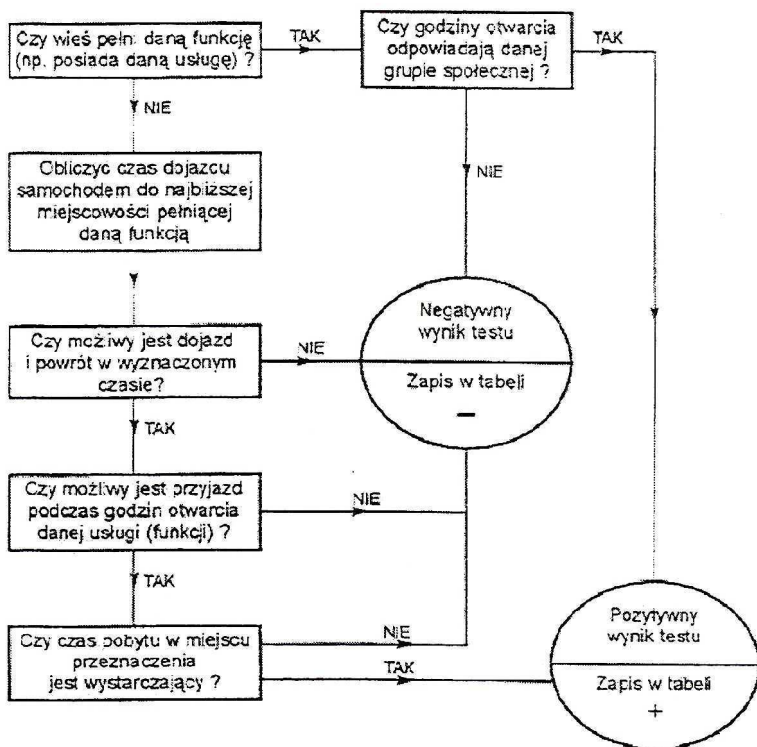 Czy wieś pełni daną funkcję
(np. posiada daną usługę) ?
TAK
Czy godziny otwarcia
odpowiadają danej
grupie społecznej ?
TAK
NIE
NIE
Obliczyc czas dojazcu
samochodem do najbliższej
miejscowości pełniącej
daną funkcją
Czy możliwy jest dojazd
i powrót w wyznaczonym
czasie?
NIE
Negatywny
wynik testu
Zapis w tabeli
–
TAK
Czy możliwy jest przyjazd
podczas godzin otwarcia
danej usługi (funkcji) ?
NIE
TAK
Czy czas pobytu w miejscu
przeznaczenia
jest wystarczający ?
NIE
TAK
Pozytywny
wynik testu
Zapis w tabeli
+